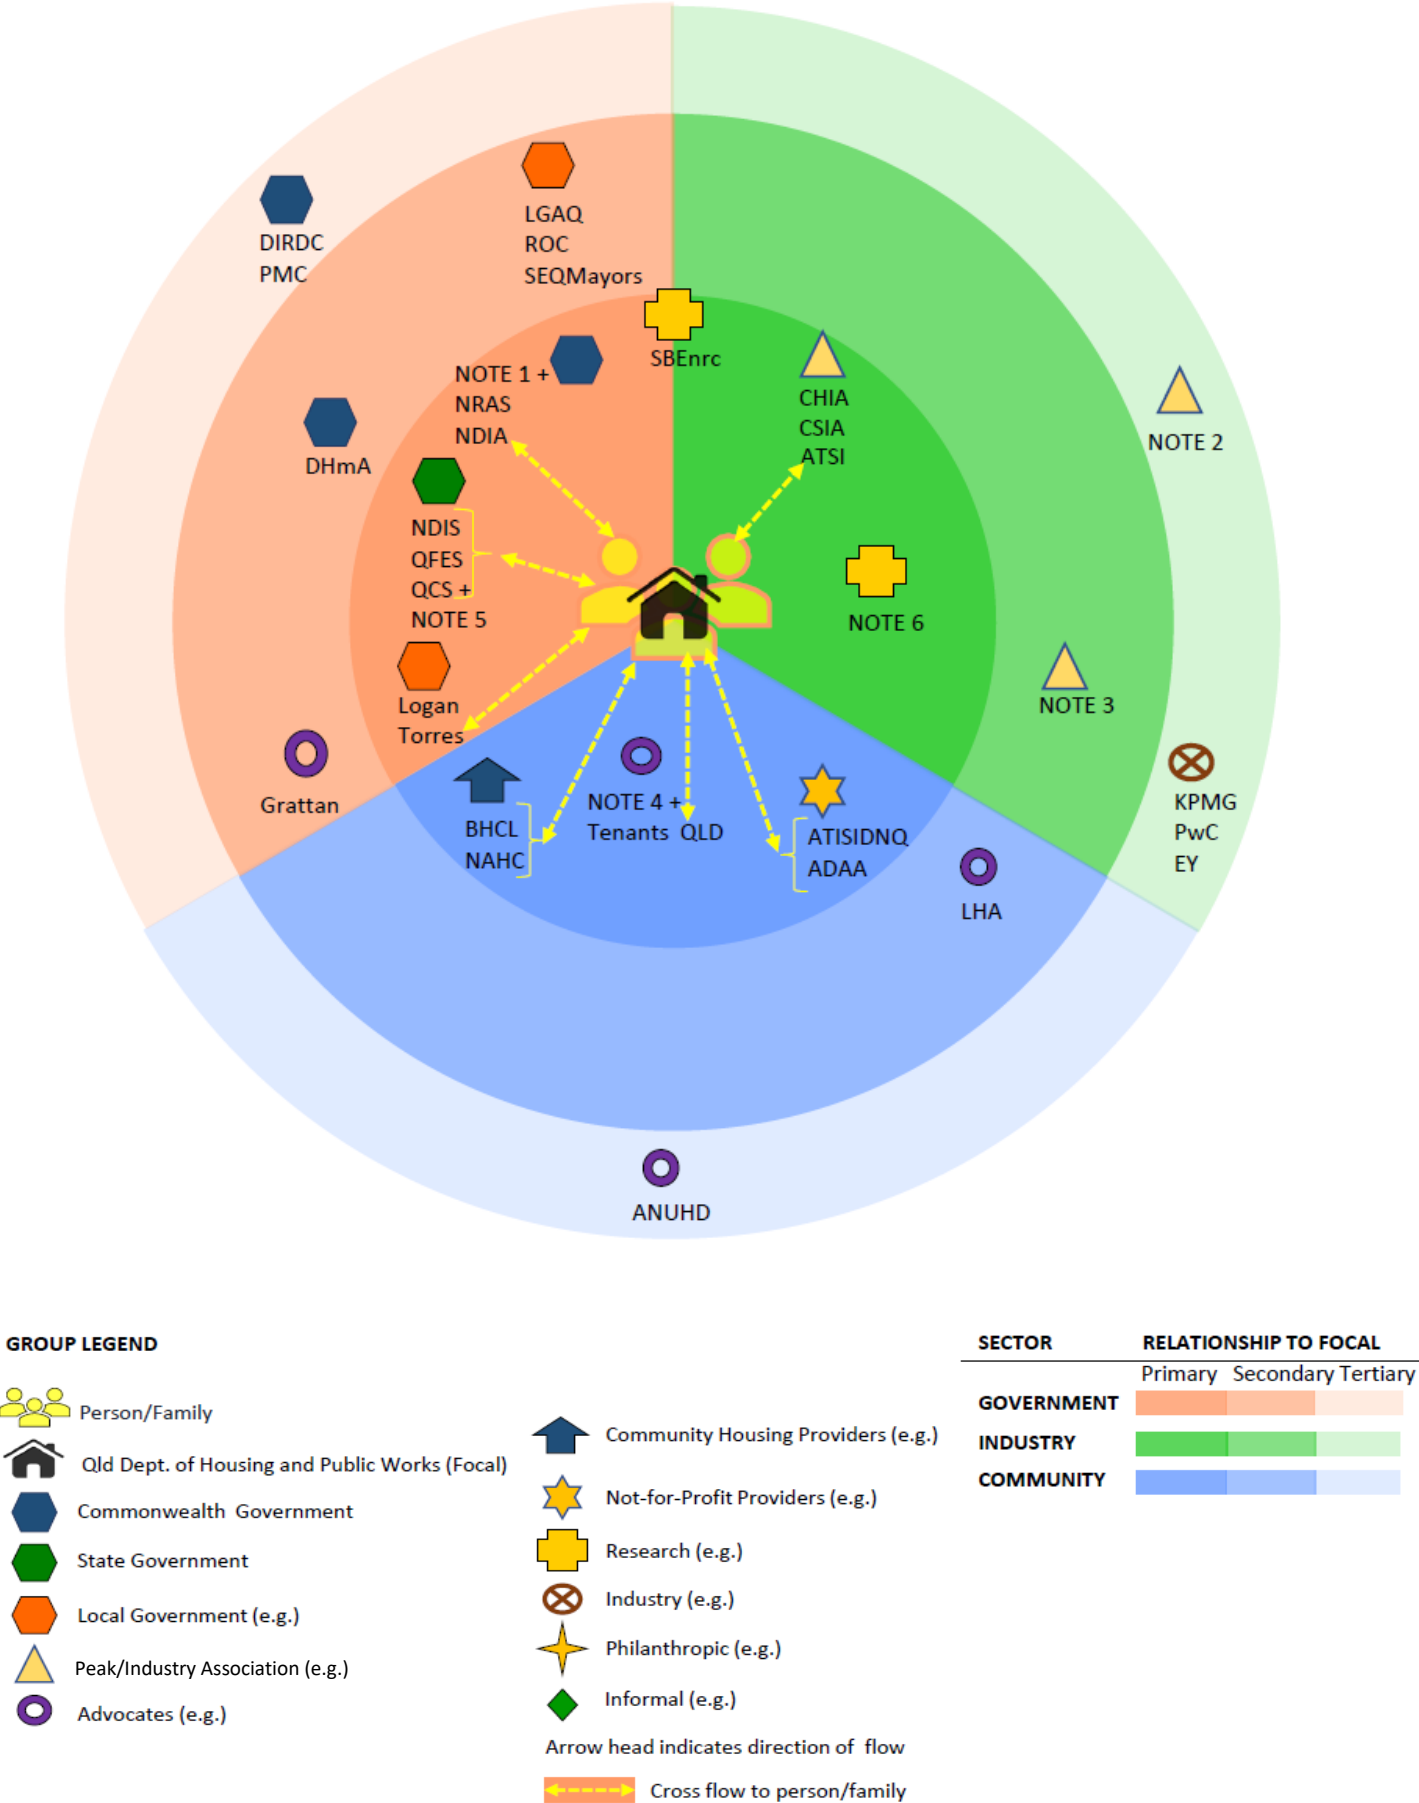 LGAQ
ROC
SEQMayors
DIRDC
PMC
SBEnrc
NOTE 1 +
NRAS
NDIA
CHIA
CSIA
ATSI
NOTE 2
DHmA
NDIS
QFES
QCS +
NOTE 5
NOTE 6
Logan
Torres
NOTE 3
Grattan
BHCL
NAHC
NOTE 4 +
Tenants QLD
ATISIDNQ
ADAA
KPMG
PwC
EY
LHA
ANUHD
GROUP LEGEND
Person/Family
Qld Dept. of Housing and Public Works (Focal)
Commonwealth Government
State Government
Local Government (e.g.)
Peak/Industry Association (e.g.)
Advocates (e.g.)
Community Housing Providers (e.g.)
Not-for-Profit Providers (e.g.)
Research (e.g.)
Industry (e.g.)
Philanthropic (e.g.)
Informal (e.g.)
Arrow head indicates direction of flow
Cross flow to person/family
SECTOR RELATIONSHIP TO FOCAL
Primary Secondary Tertiary
GOVERNMENT
INDUSTRY
COMMUNITY